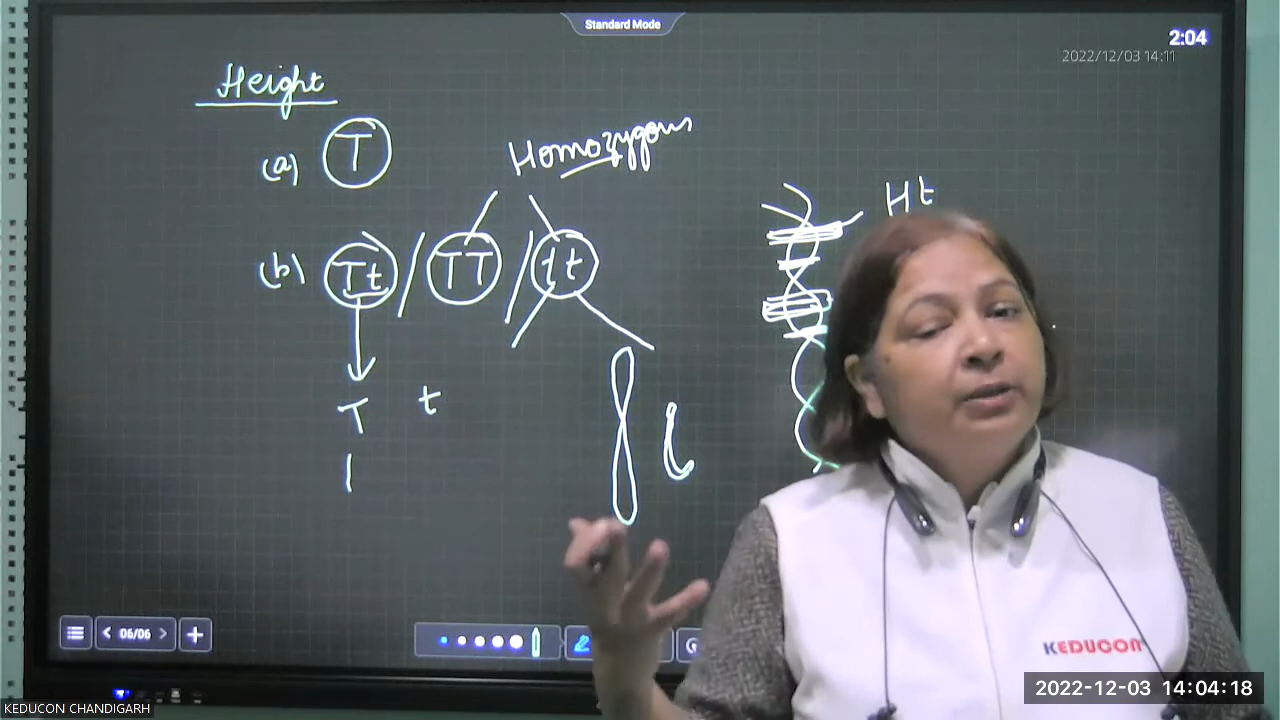 Standard Mode
2:04
2022/12/03 14:11
Height
(a) T
Homozygous
Ht
(b) Tt / TT / tt
T t
06/06
KEDUCON
2022-12-03 14:04:18
KEDUCON CHANDIGARH